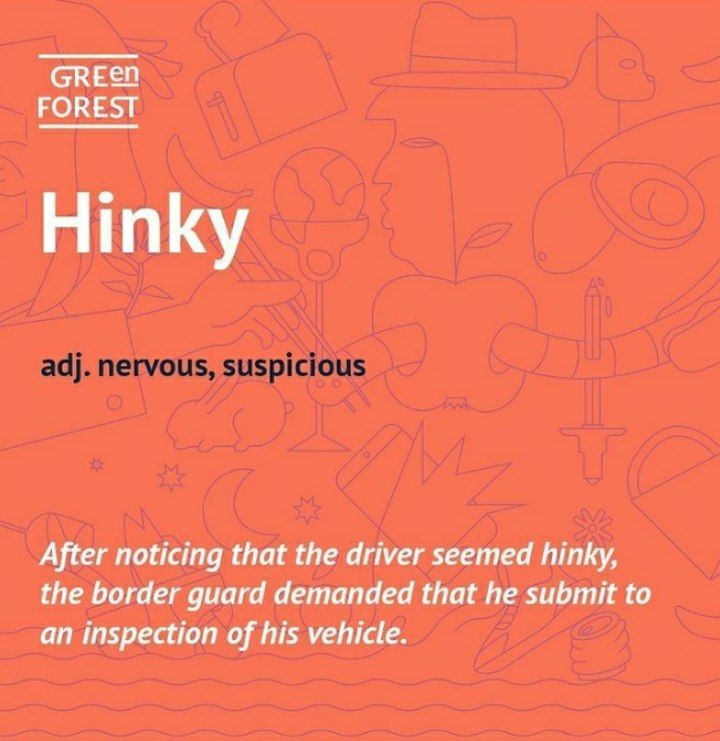 GREen
FOREST
Hinky
adj. nervous, suspicious
After noticing that the driver seemed hinky,
the border guard demanded that he submit to
an inspection of his vehicle.